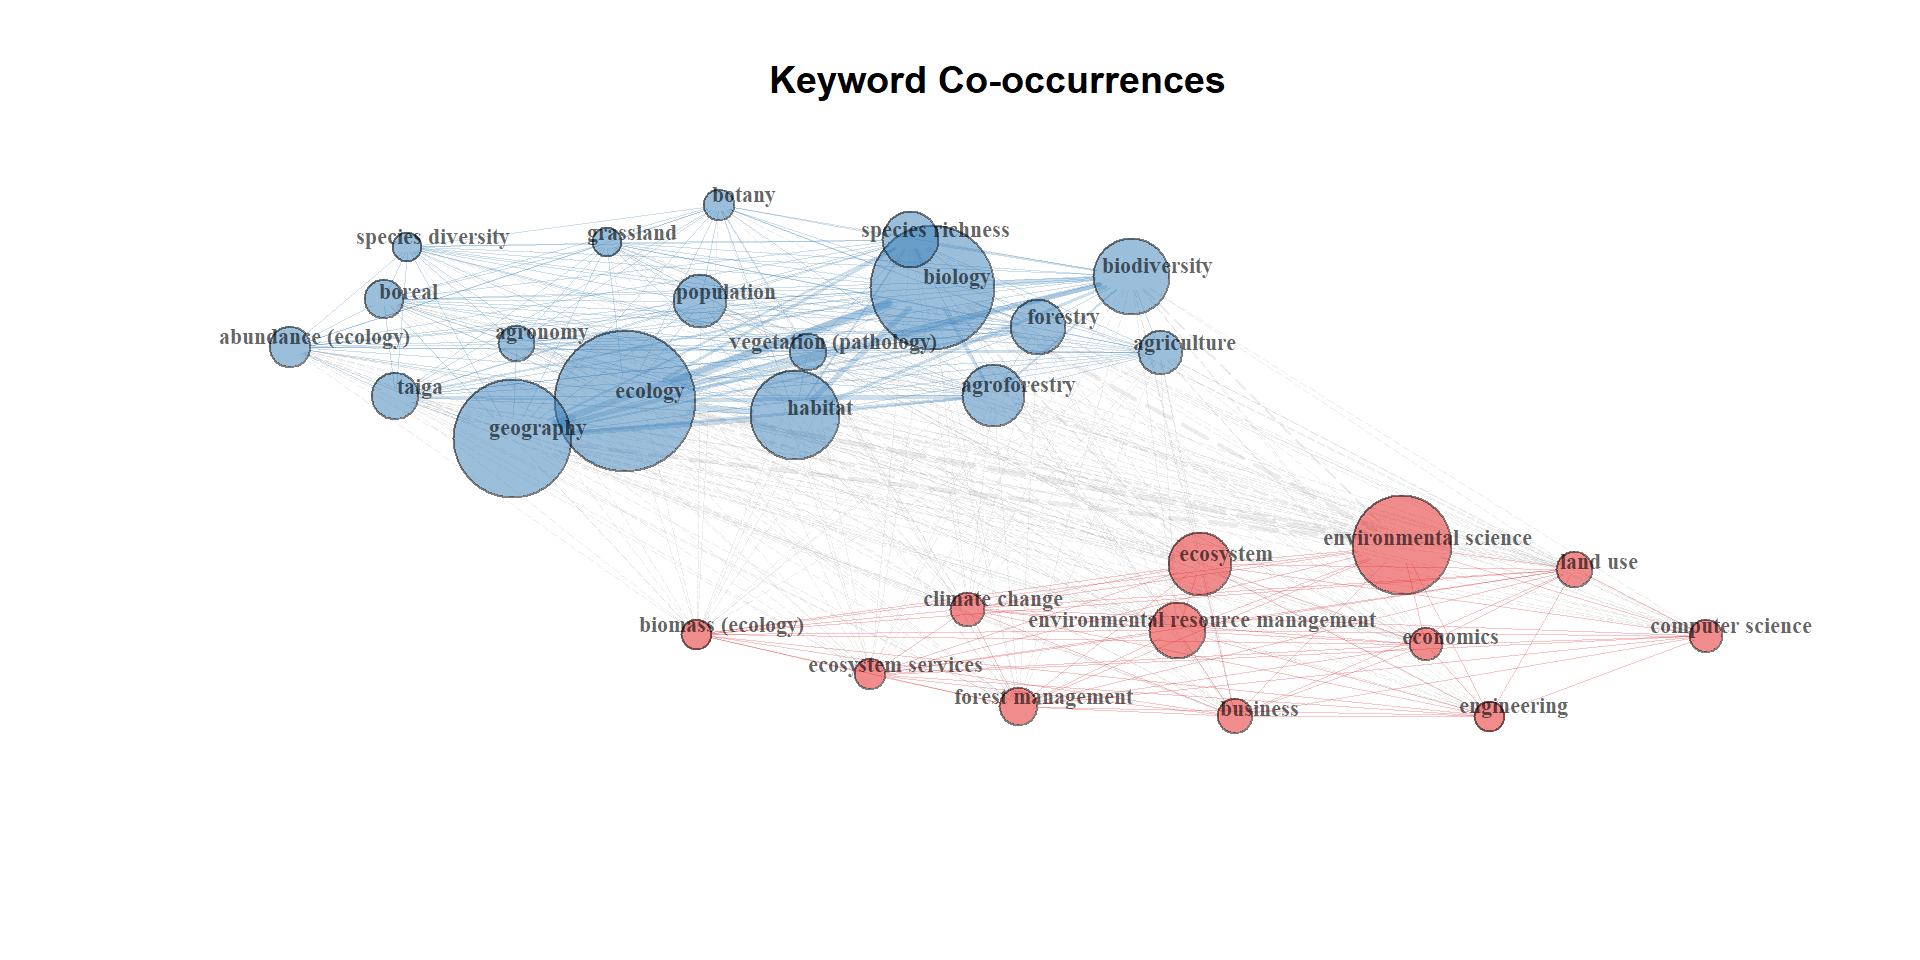 Keyword Co-occurrences
botany
species richness
grassland
species diversity
biodiversity
biology
boreal
population
forestry
agronomy
abundance (ecology)
vegetation (pathology)
agriculture
agroforestry
taiga
ecology
habitat
geography
environmental science
ecosystem
land use
climate change
environmental resource management
biomass (ecology)
computer science
economics
ecosystem services
forest management
engineering
business